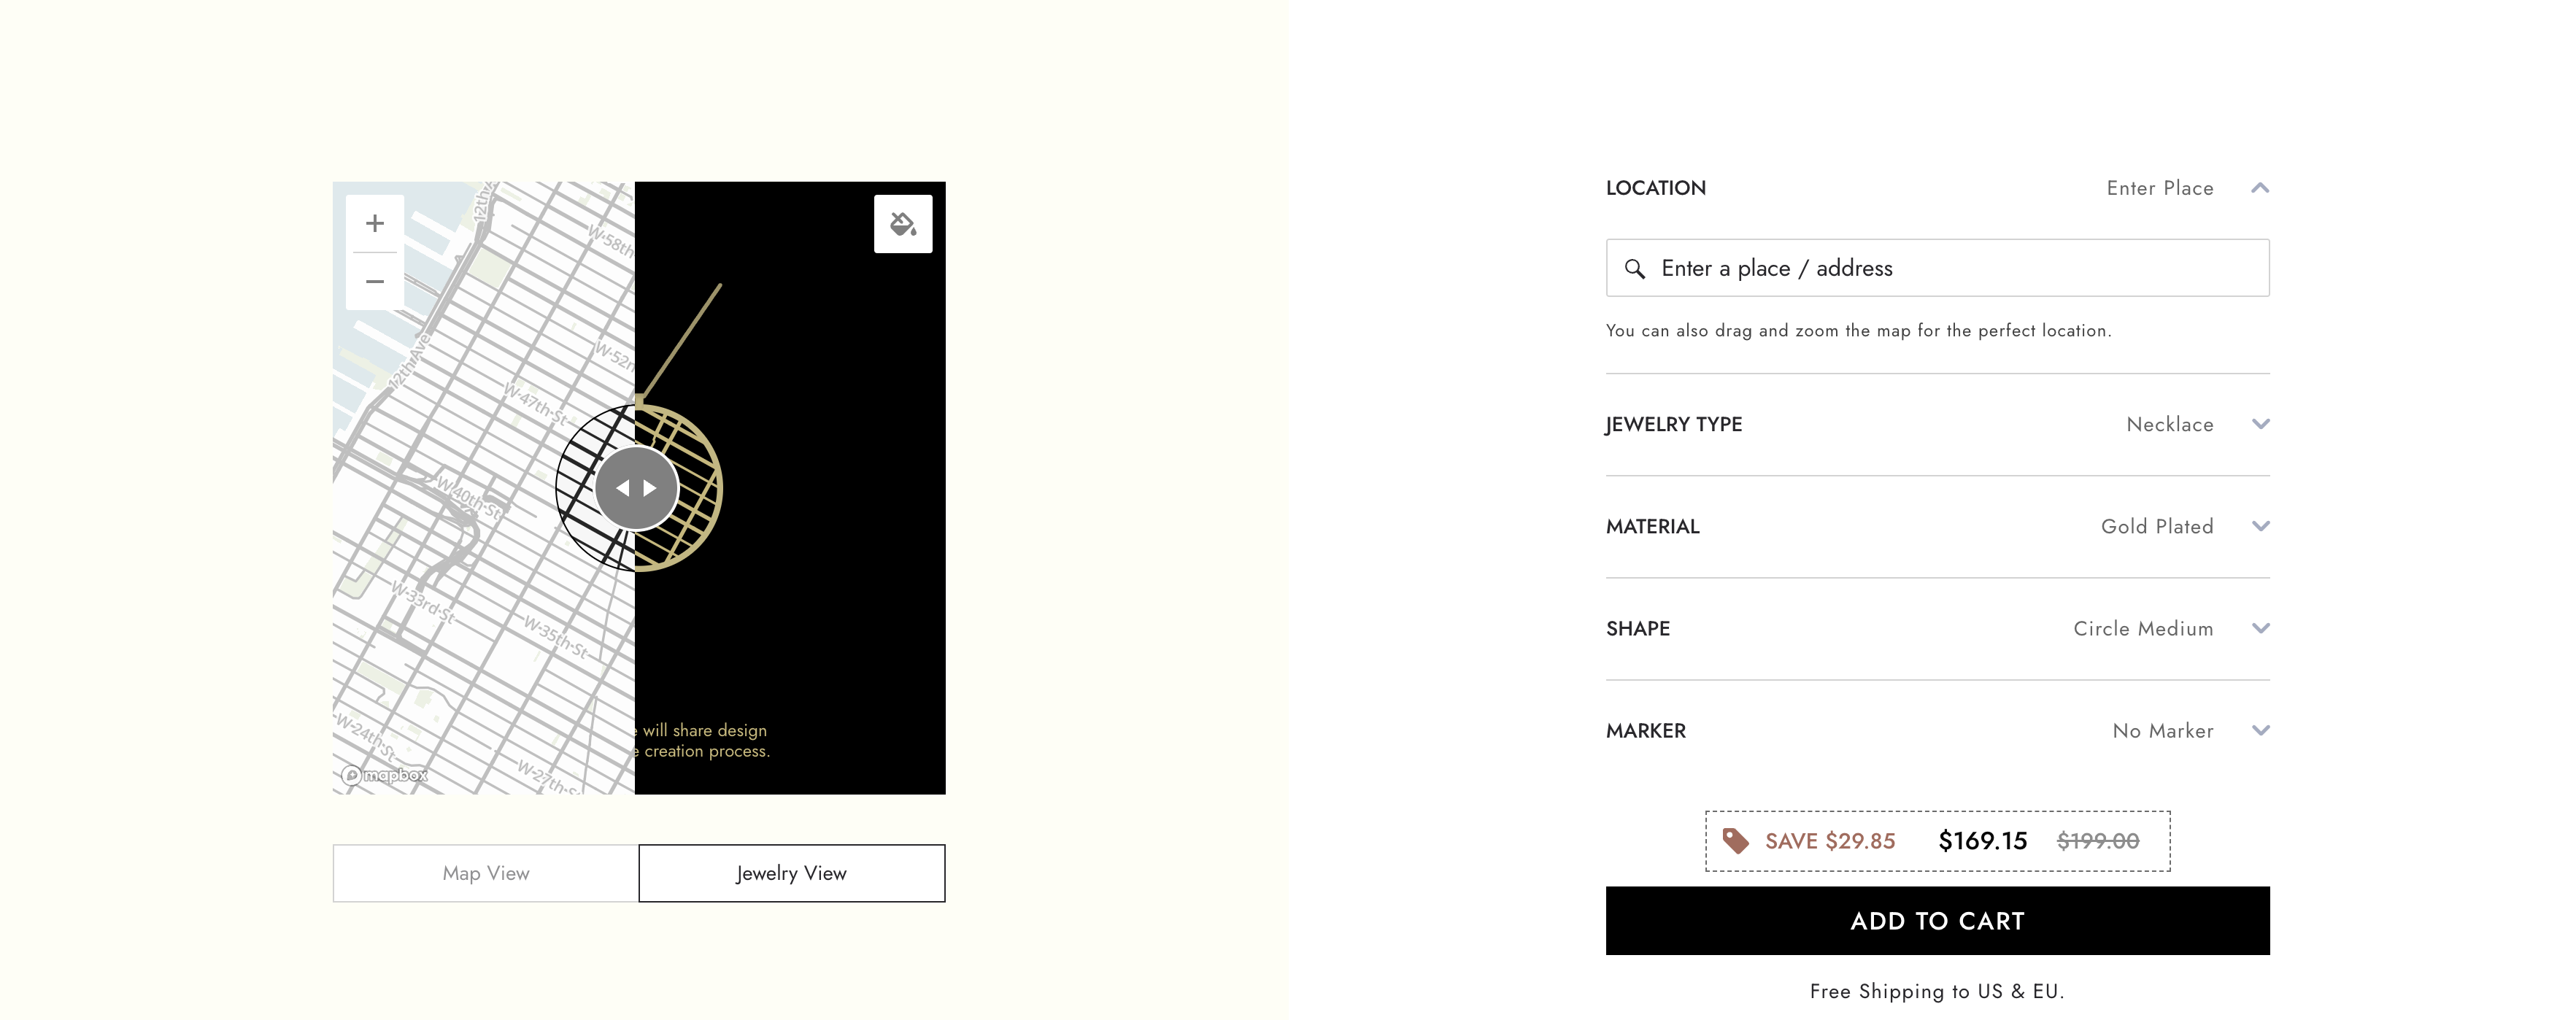 12th A
W 58th
W 52n
12th Ave
W 47th St
W 40th St
W 33rd St
W 35th St
W 24th St
W 27th St
mapbox
will share design
creation process.
Map View
Jewelry View
LOCATION Enter Place
Enter a place / address
You can also drag and zoom the map for the perfect location.
JEWELRY TYPE Necklace
MATERIAL Gold Plated
SHAPE Circle Medium
MARKER No Marker
SAVE $29.85 $169.15 $199.00
ADD TO CART
Free Shipping to US & EU.